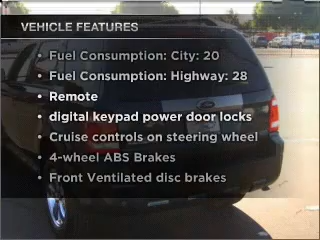 VEHICLE FEATURES
• Fuel Consumption: City: 20
• Fuel Consumption: Highway: 28
• Remote
• digital keypad power door locks
• Cruise controls on steering wheel
• 4-wheel ABS Brakes
• Front Ventilated disc brakes